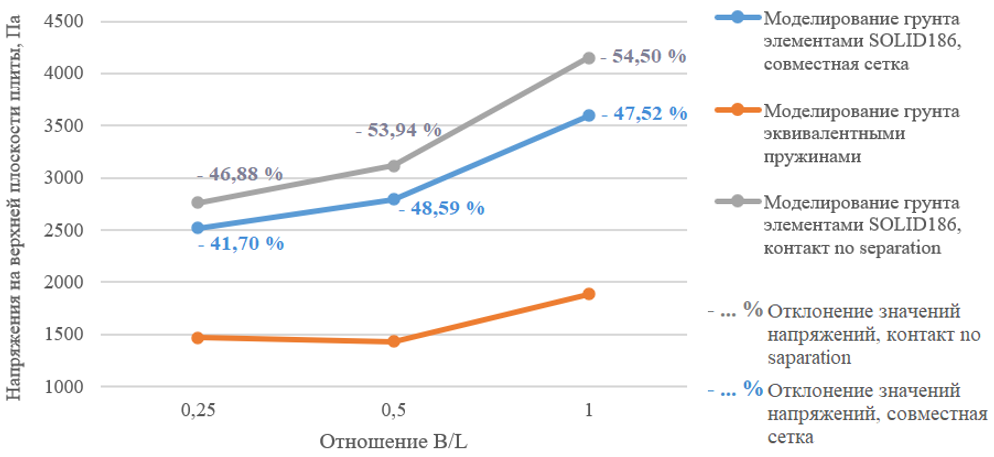 Напряжения на верхней плоскости плиты, Па
4500
4000
3500
3000
2500
2000
1500
1000
- 46,88 %
- 53,94 %
- 54,50 %
- 41,70 %
- 48,59 %
- 47,52 %
0,25
0,5
1
Отношение B/L
Моделирование грунта
элементами SOLID186,
совместная сетка
Моделирование грунта
эквивалентными
пружинами
Моделирование грунта
элементами SOLID186,
контакт no separation
- ... % Отклонение значений
напряжений, контакт no
saparation
- ... % Отклонение значений
напряжений, совместная
сетка